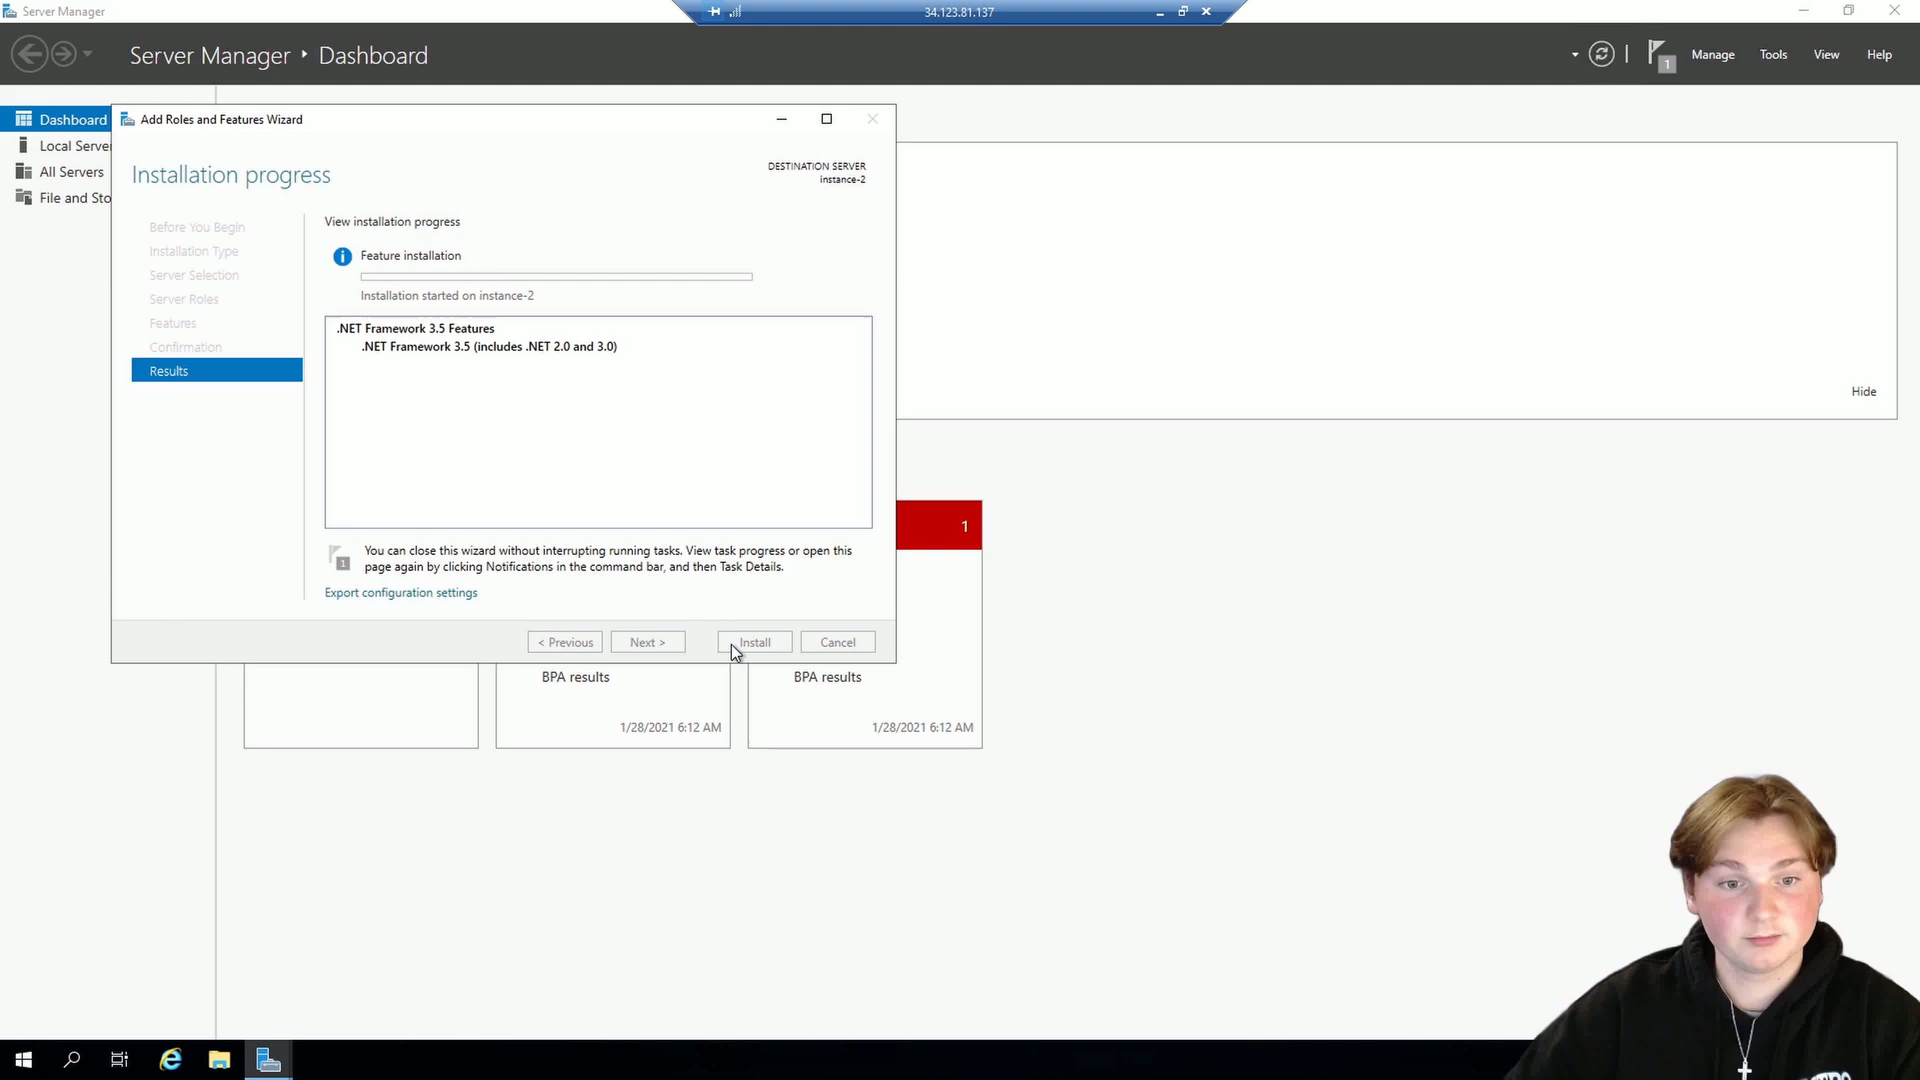 Server Manager
34.123.81.137
Server Manager ‣ Dashboard
1
Manage
Tools
View
Help
Dashboard
Local Serve
All Servers
File and Sto
Add Roles and Features Wizard
Installation progress
DESTINATION SERVER
instance-2
Before You Begin
Installation Type
Server Selection
Server Roles
Features
Confirmation
Results
View installation progress
Feature installation
Installation started on instance-2
.NET Framework 3.5 Features
.NET Framework 3.5 (includes .NET 2.0 and 3.0)
1
You can close this wizard without interrupting running tasks. View task progress or open this
page again by clicking Notifications in the command bar, and then Task Details.
Export configuration settings
< Previous
Next >
Install
Cancel
Hide
1
BPA results
1/28/2021 6:12 AM
BPA results
1/28/2021 6:12 AM